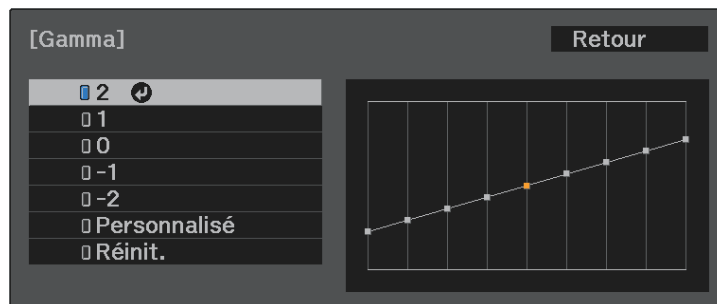 [Gamma]
Retour
2
1
0
-1
-2
Personnalisé
Réinit.